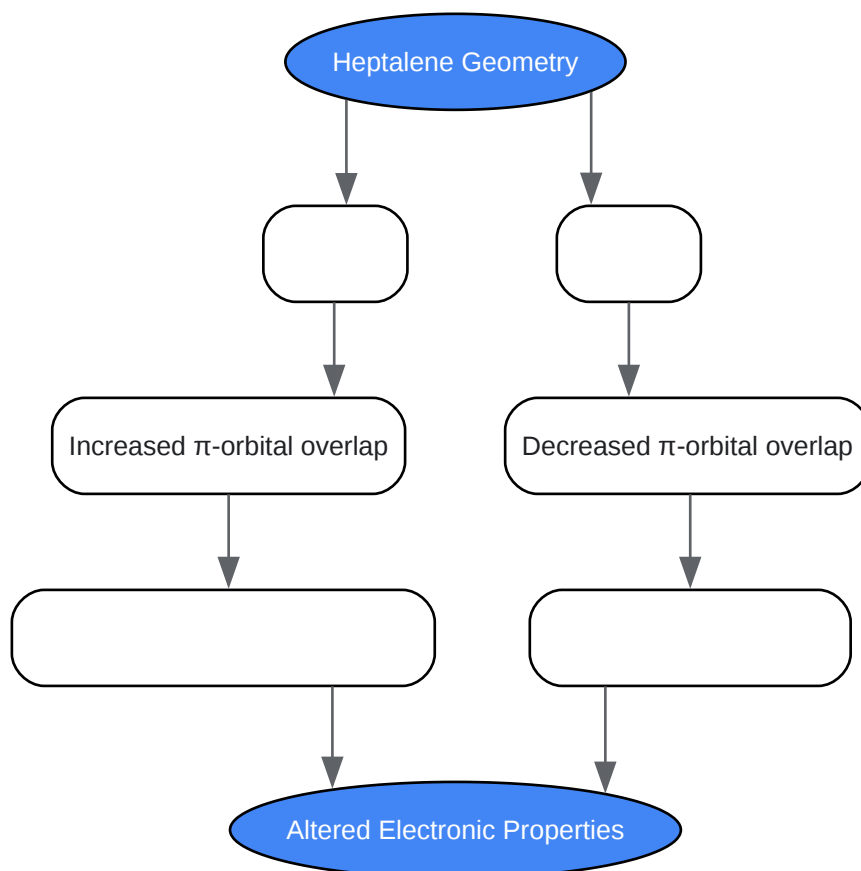 Heptalene Geometry
Increased π-orbital overlap
Decreased π-orbital overlap
Altered Electronic Properties